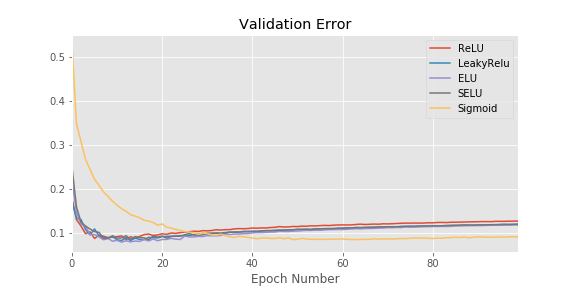 Validation Error
0.5
0.4
0.3
0.2
0.1
0
20
40
60
80
Epoch Number
ReLU
LeakyRelu
ELU
SELU
Sigmoid